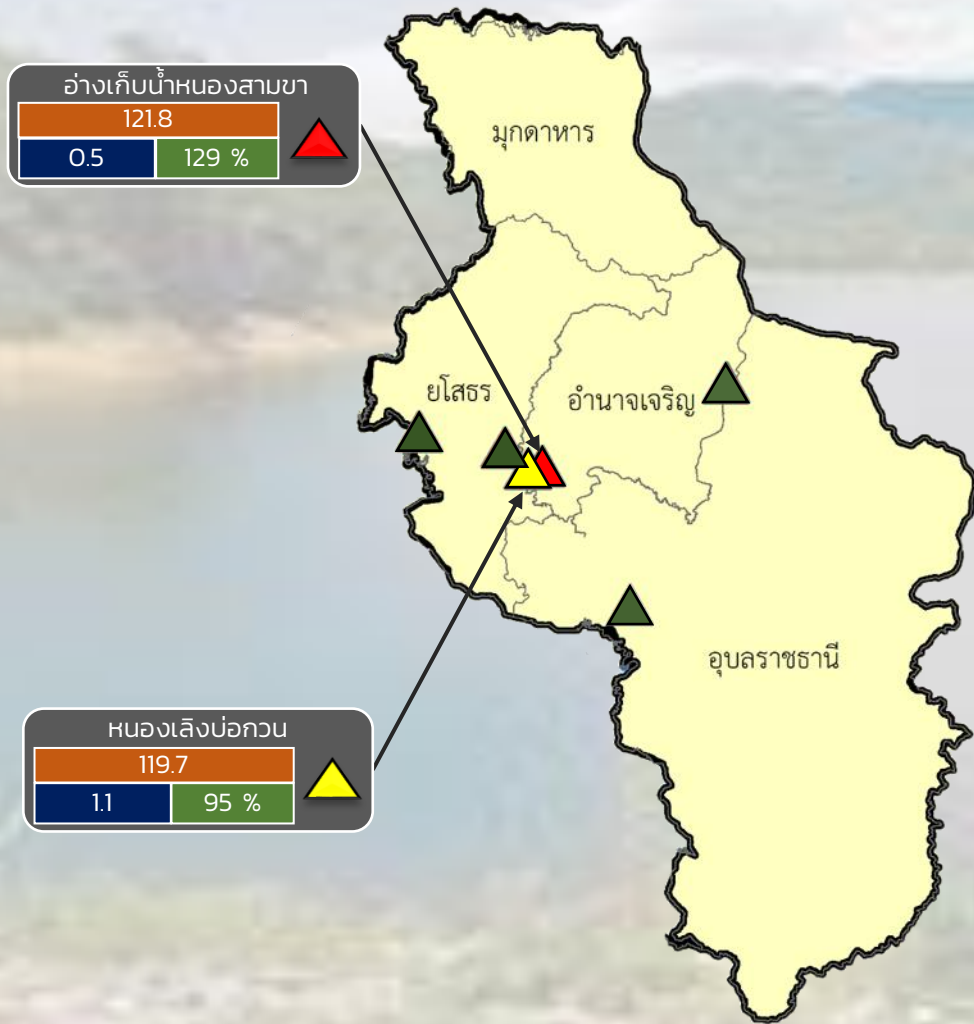 อ่างเก็บน้ำหนองสามขา
121.8
0.5 129 %
มุกดาหาร
ยโสธร
อำนาจเจริญ
อุบลราชธานี
หนองเลิงบ่อกวน
119.7
1.1 95 %